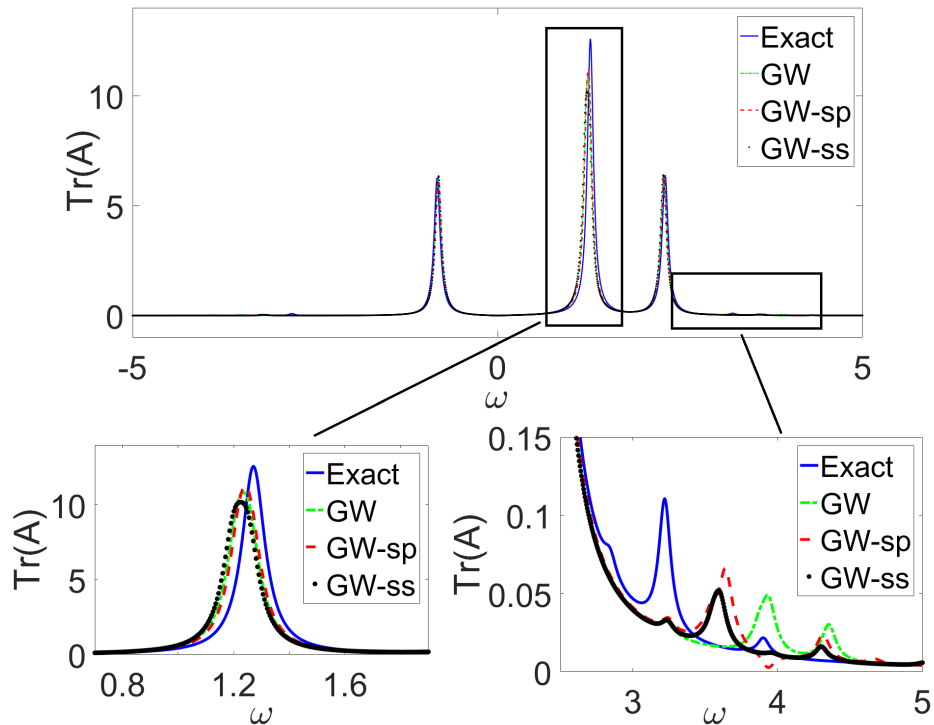 Tr(A)
10
5
0
-5
0
5
ω
Exact
GW
GW-sp
GW-ss
Tr(A)
10
5
0
0.8
1.2
1.6
ω
Exact
GW
GW-sp
GW-ss
Tr(A)
0.15
0.1
0.05
0
3
4
5
ω
Exact
GW
GW-sp
GW-ss